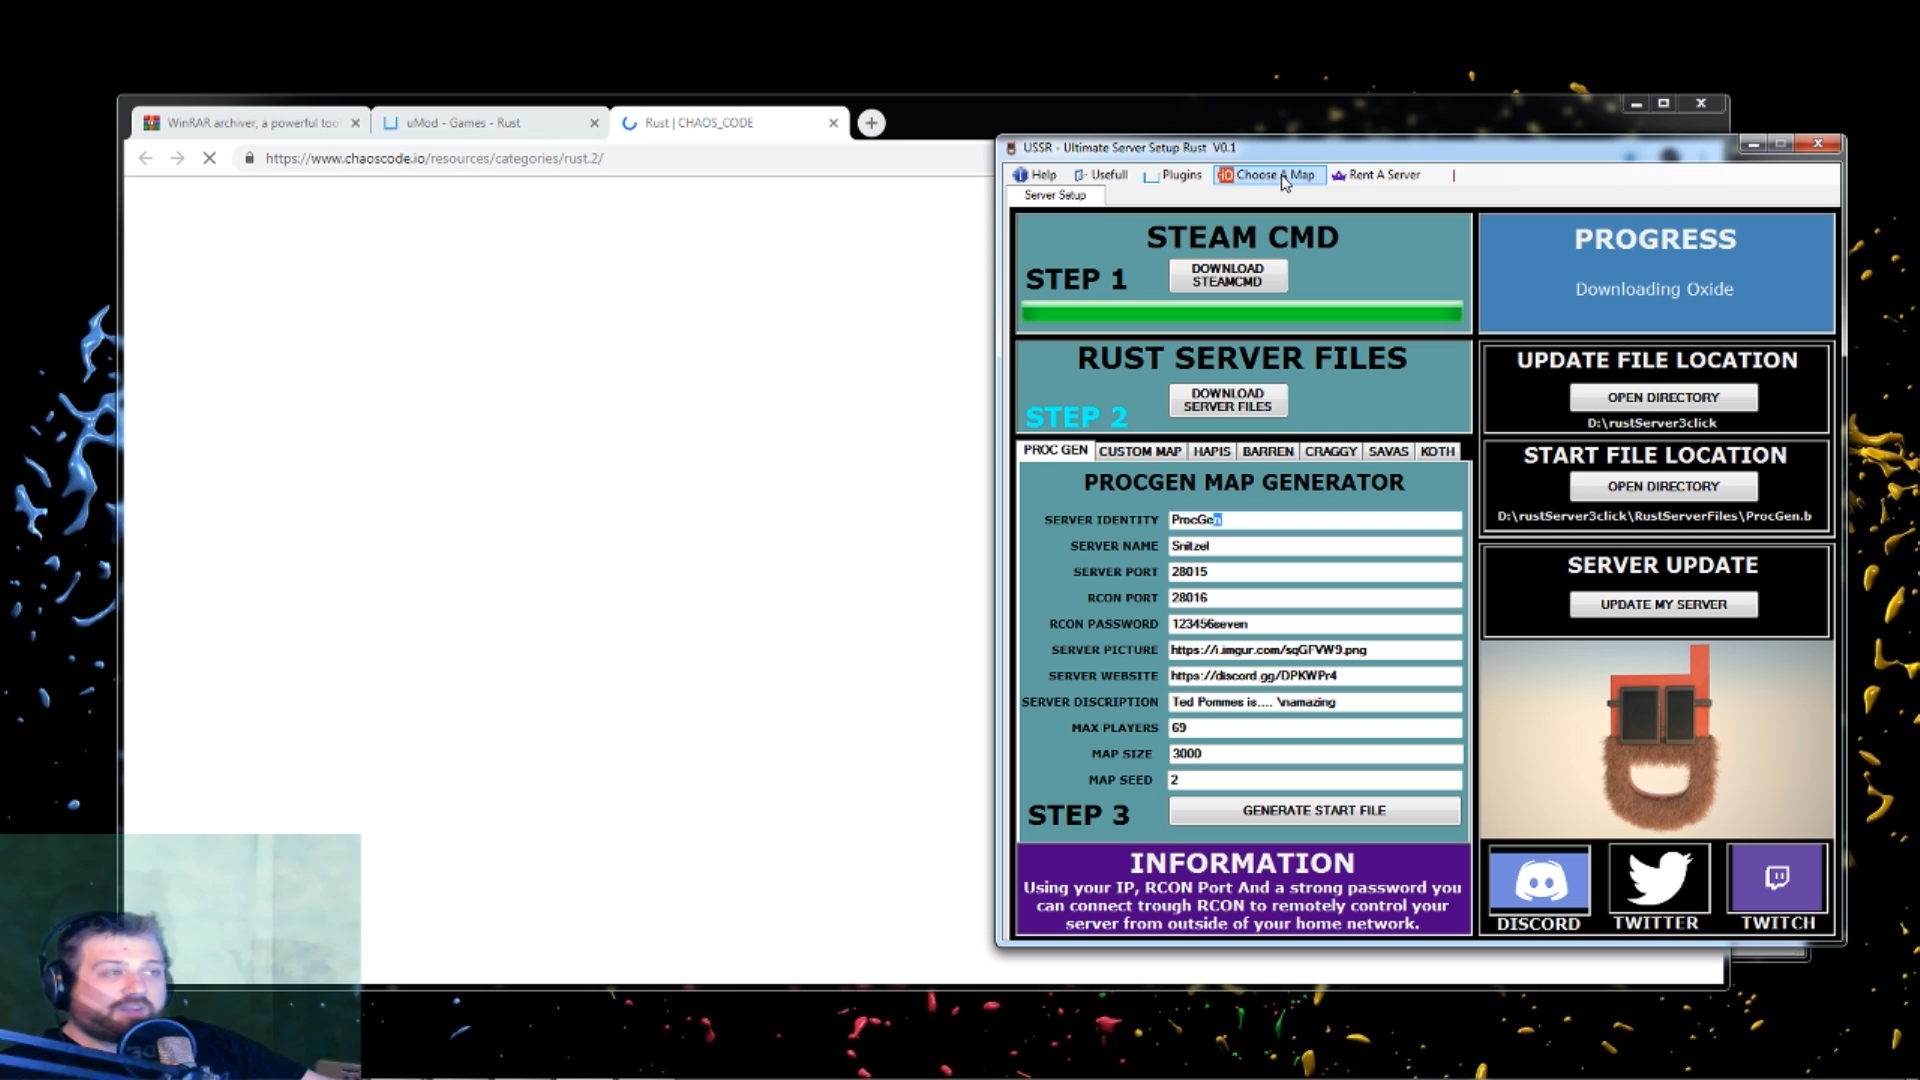 WinRAR archiver, a powerful tool
uMod - Games - Rust
Rust | CHAOS_CODE
https://www.chaoscode.io/resources/categories/rust.2/
USSR - Ultimate Server Setup Rust V0.1
Help
Usefull
Plugins
Choose A Map
Rent A Server
Server Setup
STEAM CMD
STEP 1
DOWNLOAD
STEAMCMD
RUST SERVER FILES
STEP 2
DOWNLOAD
SERVER FILES
PROC GEN
CUSTOM MAP
HAPIS
BARREN
CRAGGY
SAVAS
KOTH
PROCGEN MAP GENERATOR
SERVER IDENTITY ProcGen
SERVER NAME Snitzel
SERVER PORT 28015
RCON PORT 28016
RCON PASSWORD 123456seven
SERVER PICTURE https://i.imgur.com/sqGFVW9.png
SERVER WEBSITE https://discord.gg/DPKWPr4
SERVER DISCRIPTION Ted Pommes is.... \namazing
MAX PLAYERS 69
MAP SIZE 3000
MAP SEED 2
STEP 3
GENERATE START FILE
INFORMATION
Using your IP, RCON Port And a strong password you
can connect trough RCON to remotely control your
server from outside of your home network.
PROGRESS
Downloading Oxide
UPDATE FILE LOCATION
OPEN DIRECTORY
D:\rustServer3click
START FILE LOCATION
OPEN DIRECTORY
D:\rustServer3click\RustServerFiles\ProcGen.b
SERVER UPDATE
UPDATE MY SERVER
DISCORD
TWITTER
TWITCH